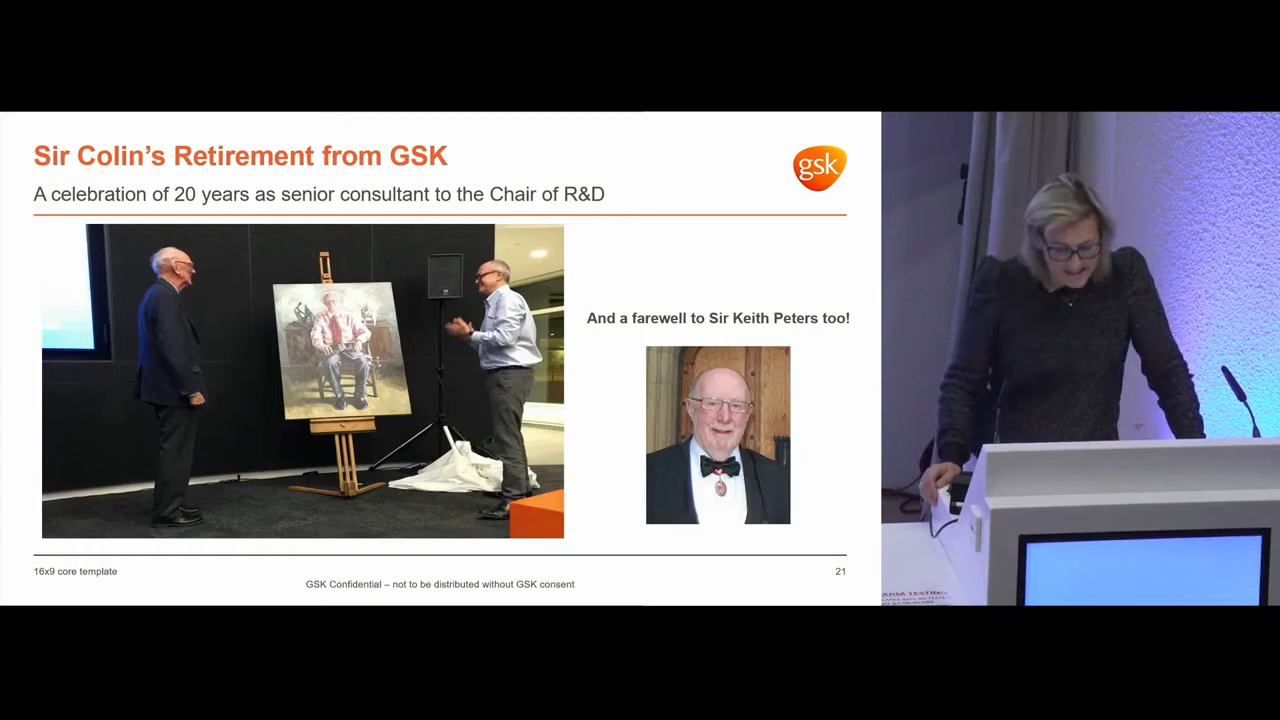 Sir Colin's Retirement from GSK
A celebration of 20 years as senior consultant to the Chair of R&D
gsk
And a farewell to Sir Keith Peters too!
16x9 core template
21
GSK Confidential – not to be distributed without GSK consent